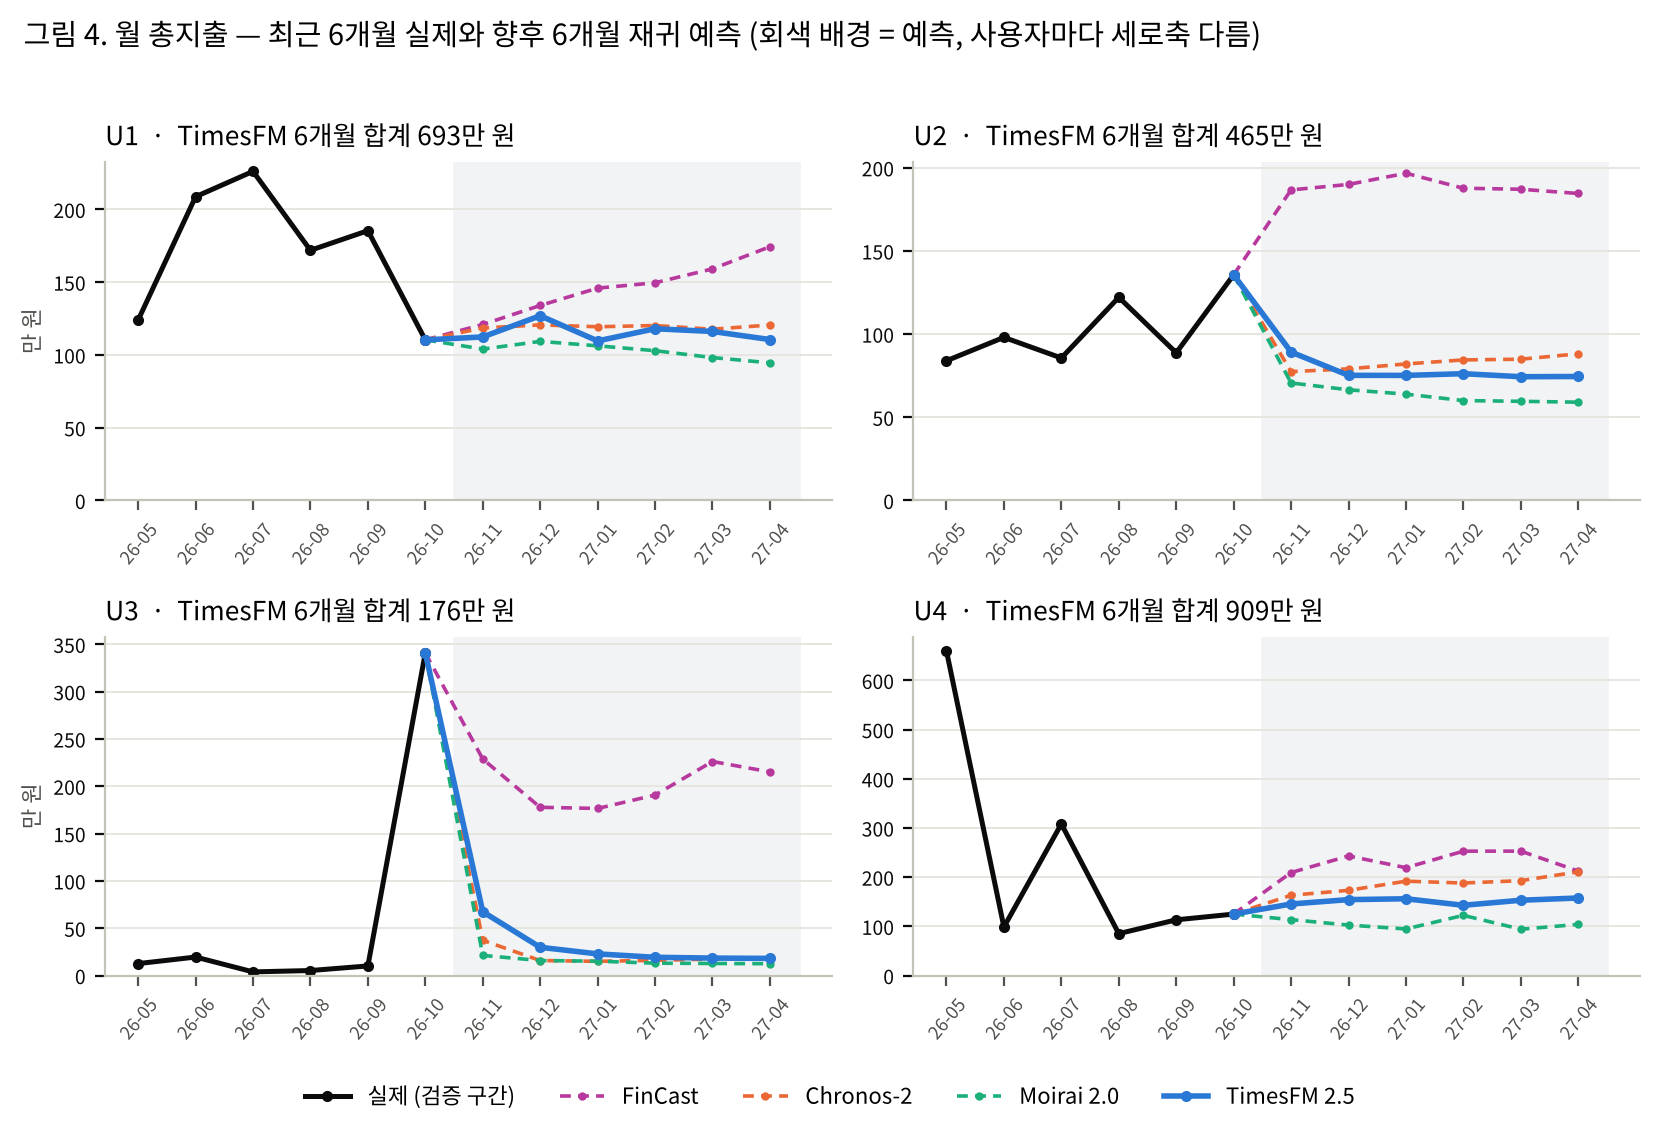 그림 4. 월 총지출 — 최근 6개월 실제와 향후 6개월 재귀 예측 (회색 배경 = 예측, 사용자마다 세로축 다름)
U1 · TimesFM 6개월 합계 693만 원
만 원
200
150
100
50
0
26-05 26-06 26-07 26-08 26-09 26-10 26-11 26-12 27-01 27-02 27-03 27-04
U2 · TimesFM 6개월 합계 465만 원
200
150
100
50
0
26-05 26-06 26-07 26-08 26-09 26-10 26-11 26-12 27-01 27-02 27-03 27-04
U3 · TimesFM 6개월 합계 176만 원
만 원
350
300
250
200
150
100
50
0
26-05 26-06 26-07 26-08 26-09 26-10 26-11 26-12 27-01 27-02 27-03 27-04
U4 · TimesFM 6개월 합계 909만 원
600
500
400
300
200
100
0
26-05 26-06 26-07 26-08 26-09 26-10 26-11 26-12 27-01 27-02 27-03 27-04
실제 (검증 구간) FinCast Chronos-2 Moirai 2.0 TimesFM 2.5